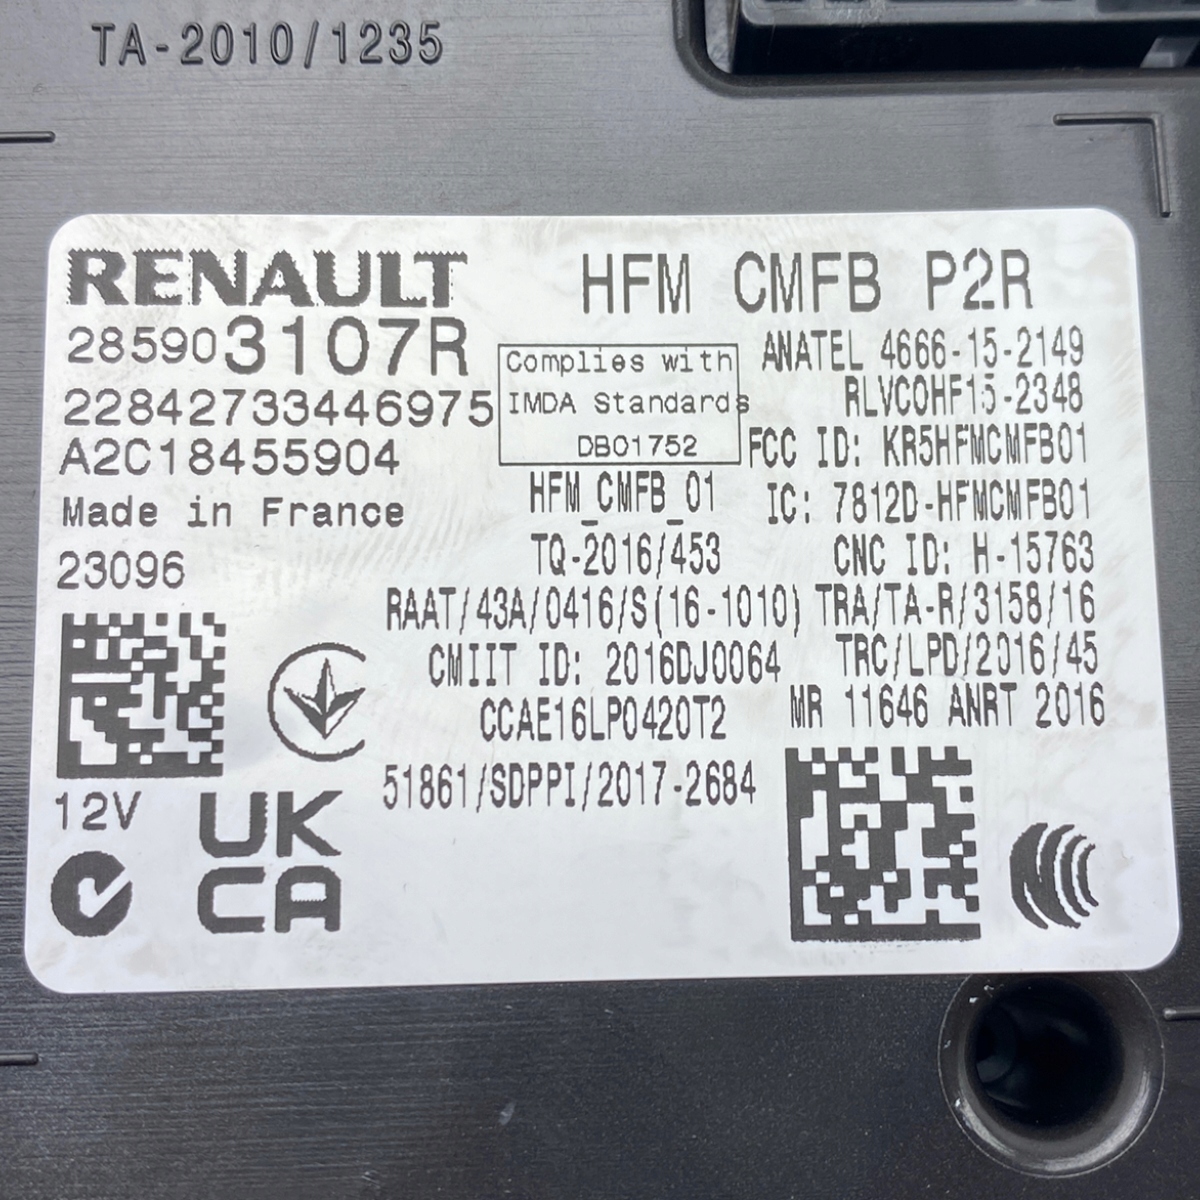 TA-2010/1235
RENAULT
285903107R
22842733446975
A2C18455904
Made in France
23096
12V
UK
CA
HFM CMFB P2R
Complies with
IMDA Standards
DB01752
ANATEL 4666-15-2149
RLVCOHF15-2348
FCC ID: KR5HFMCMFB01
HFM_CMFB_01
IC: 7812D-HFMCMFB01
TQ-2016/453
CNC ID: H-15763
RAAT/43A/0416/S(16-1010)
TRA/TA-R/3158/16
CMIIT ID: 2016DJ0064
TRC/LPD/2016/45
CCAE16LP0420T2
MR 11646 ANRT 2016
51861/SDPPI/2017-2684